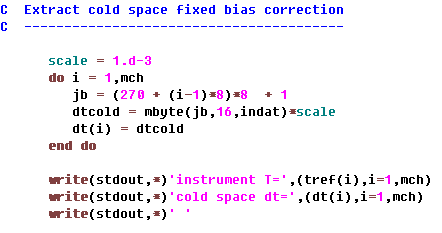 C  Extract cold space fixed bias correction
C  ---------------------------------------
scale = 1.d-3
do i = 1,mch
jb = (270 + (i-1)*8)*8  + 1
dtcold = mbyte(jb,16,indat)*scale
dt(i) = dtcold
end do
write(stdout,*)'instrument T=',(tref(i),i=1,mch)
write(stdout,*)'cold space dt=',(dt(i),i=1,mch)
write(stdout,*)' '